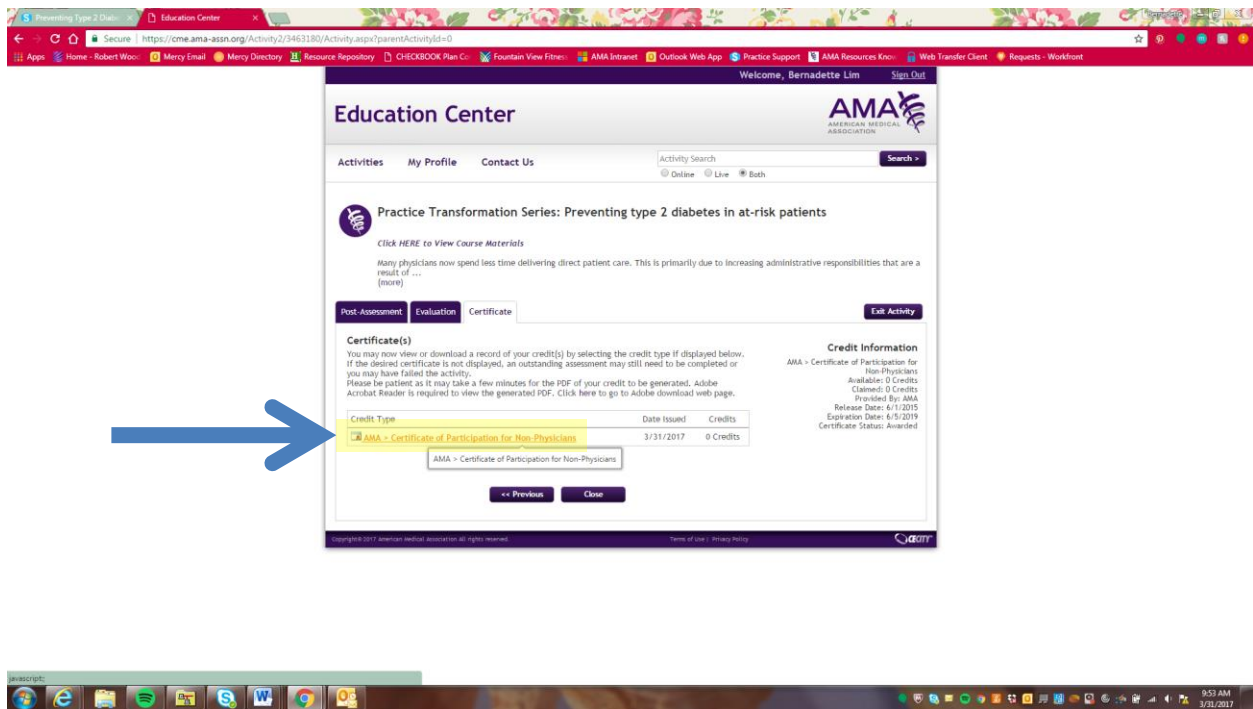 Preventing Type 2 Diabe
Education Center
Secure
https://cme.ama-assn.org/Activity2/3463180/Activity.aspx?parentActivityId=0
Apps
Home - Robert Wood
Mercy Email
Mercy Directory
Resource Repository
CHECKBOOK Plan Co
Fountain View Fitness
AMA Intranet
Outlook Web App
Practice Support
AMA Resources Know
Web Transfer Client
Requests - Workfront
Welcome, Bernadette Lim
Sign Out
Education Center
AMA
AMERICAN MEDICAL
ASSOCIATION
Activities
My Profile
Contact Us
Activity Search
Search >
Online
Live
Both
Practice Transformation Series: Preventing type 2 diabetes in at-risk patients
Click HERE to View Course Materials
Many physicians now spend less time delivering direct patient care. This is primarily due to increasing administrative responsibilities that are a
result of ...
(more)
Post-Assessment
Evaluation
Certificate
Exit Activity
Certificate(s)
You may now view or download a record of your credit(s) by selecting the credit type if displayed below.
If the desired certificate is not displayed, an outstanding assessment may still need to be completed or
you may have failed the activity.
Please be patient as it may take a few minutes for the PDF of your credit to be generated. Adobe
Acrobat Reader is required to view the generated PDF. Click here to go to Adobe download web page.
Credit Information
AMA > Certificate of Participation for
Non-Physicians
Available: 0 Credits
Claimed: 0 Credits
Provided By: AMA
Release Date: 6/1/2015
Expiration Date: 6/5/2019
Certificate Status: Awarded
Credit Type
Date Issued
Credits
AMA > Certificate of Participation for Non-Physicians
3/31/2017
0 Credits
AMA > Certificate of Participation for Non-Physicians
<< Previous
Close
Copyright© 2017 American Medical Association All rights reserved.
Terms of Use | Privacy Policy
javascript:;
9:53 AM
3/31/2017